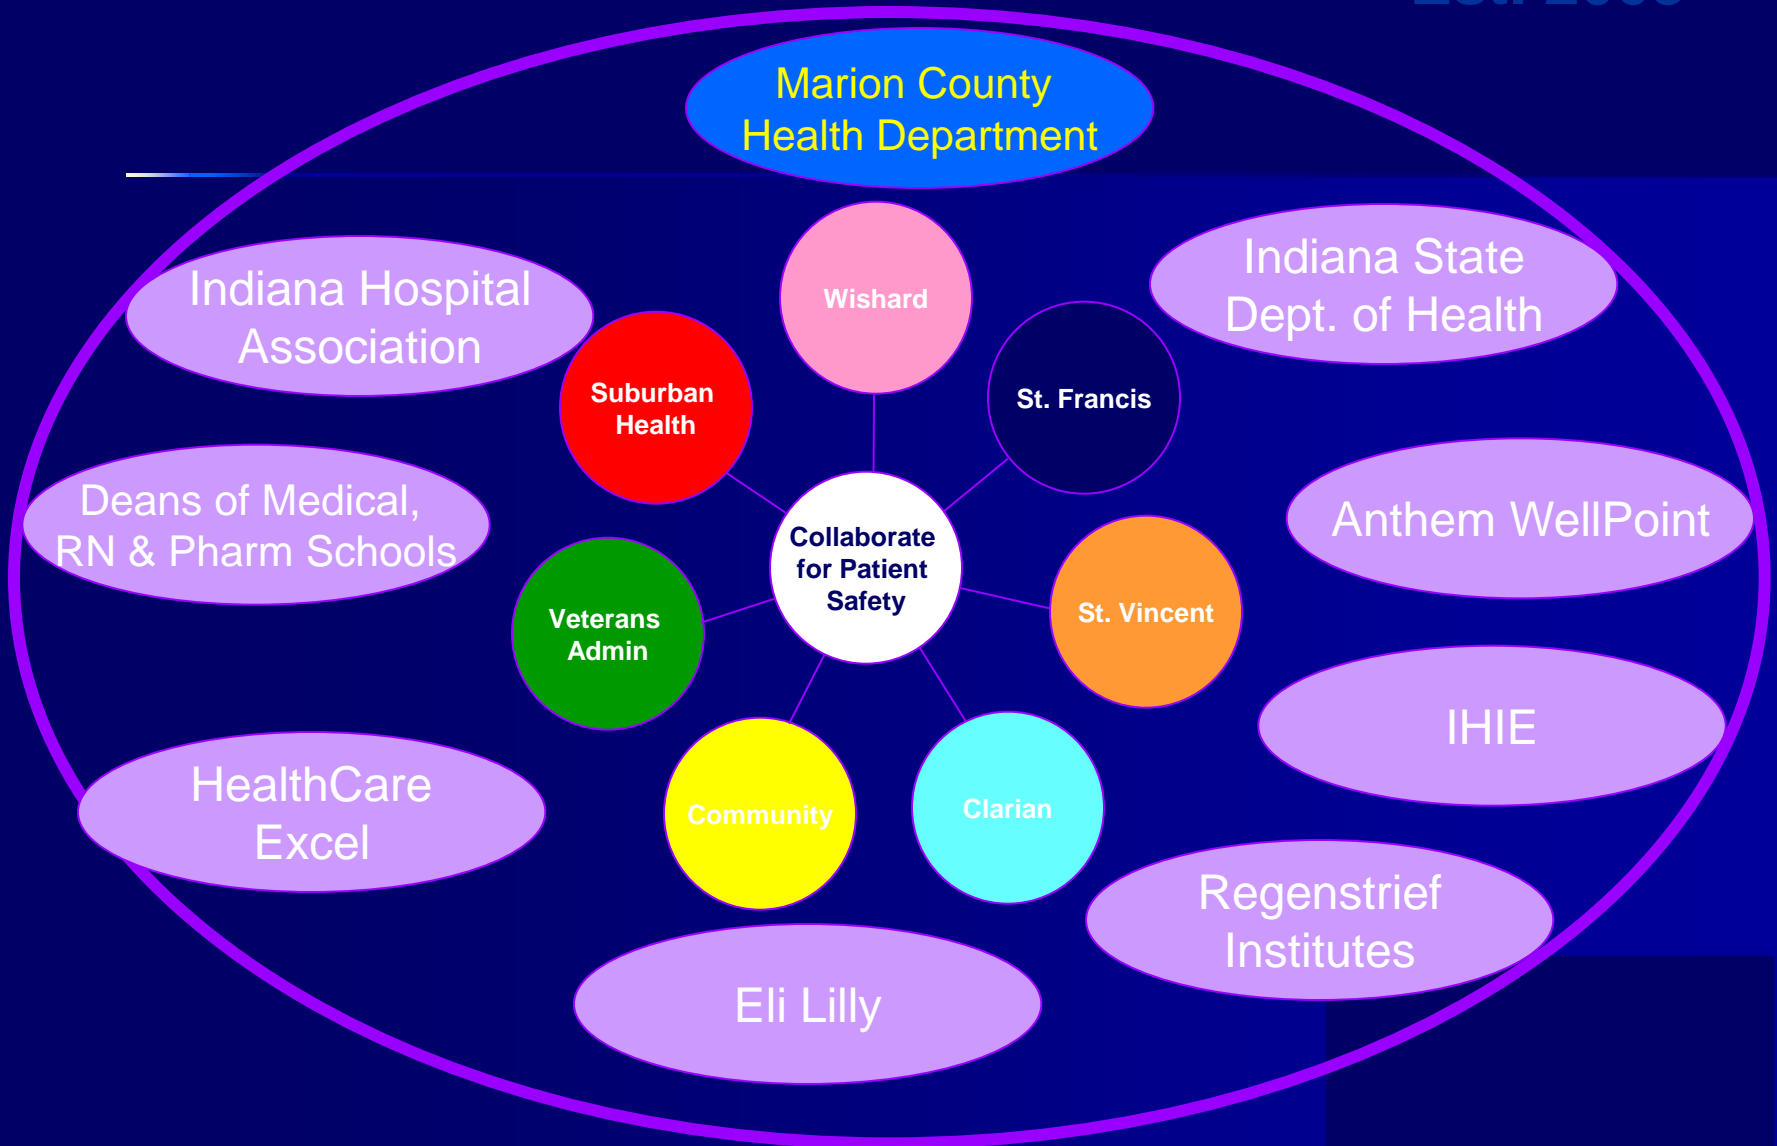 Marion County
Health Department
Indiana Hospital
Association
Wishard
Indiana State
Dept. of Health
Suburban
Health
St. Francis
Deans of Medical,
RN & Pharm Schools
Collaborate
for Patient
Safety
Anthem WellPoint
Veterans
Admin
St. Vincent
IHIE
HealthCare
Excel
Community
Clarian
Regenstrief
Institutes
Eli Lilly